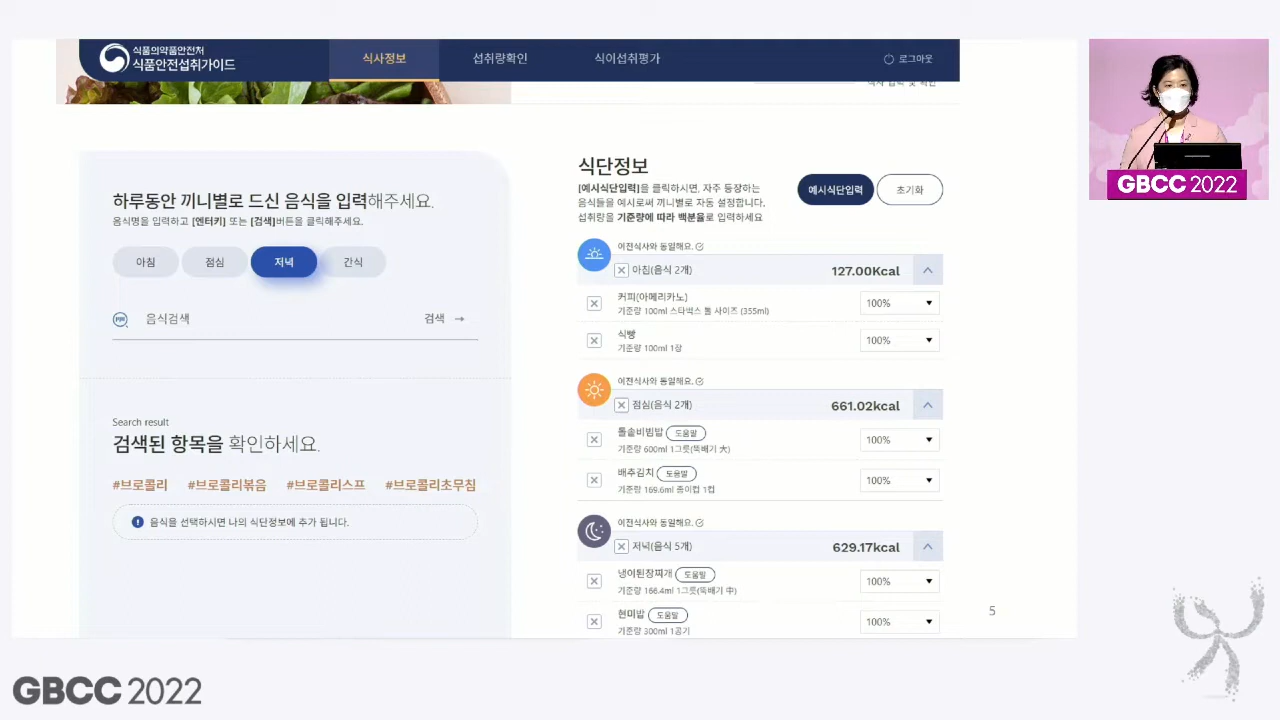 식품의약품안전처
식품안전섭취가이드
식사정보
섭취량확인
식이섭취평가
로그아웃
식사 입력 및 확인
하루동안 끼니별로 드신 음식을 입력해주세요.
음식명을 입력하고 [엔터키] 또는 [검색]버튼을 클릭해주세요.
아침
점심
저녁
간식
음식검색
검색 →
Search result
검색된 항목을 확인하세요.
#브로콜리 #브로콜리볶음 #브로콜리스프 #브로콜리초무침
음식을 선택하시면 나의 식단정보에 추가 됩니다.
식단정보
[예시식단입력]을 클릭하시면, 자주 등장하는
음식들을 예시로써 끼니별로 자동 설정합니다.
섭취량을 기준량에 따라 백분율로 입력하세요
예시식단입력
초기화
이전식사와 동일해요.
아침(음식 2개)
127.00Kcal
커피(아메리카노)
기준량 100ml 스타벅스 톨 사이즈 (355ml)
100%
식빵
기준량 100ml 1장
100%
이전식사와 동일해요.
점심(음식 2개)
661.02kcal
돌솥비빔밥 도움말
기준량 600ml 1그릇(뚝배기 大)
100%
배추김치 도움말
기준량 169.6ml 종이컵 1컵
100%
이전식사와 동일해요.
저녁(음식 5개)
629.17kcal
냉이된장찌개 도움말
기준량 166.4ml 1그릇(뚝배기 中)
100%
현미밥 도움말
기준량 300ml 1공기
100%
5
GBCC 2022
GBCC 2022